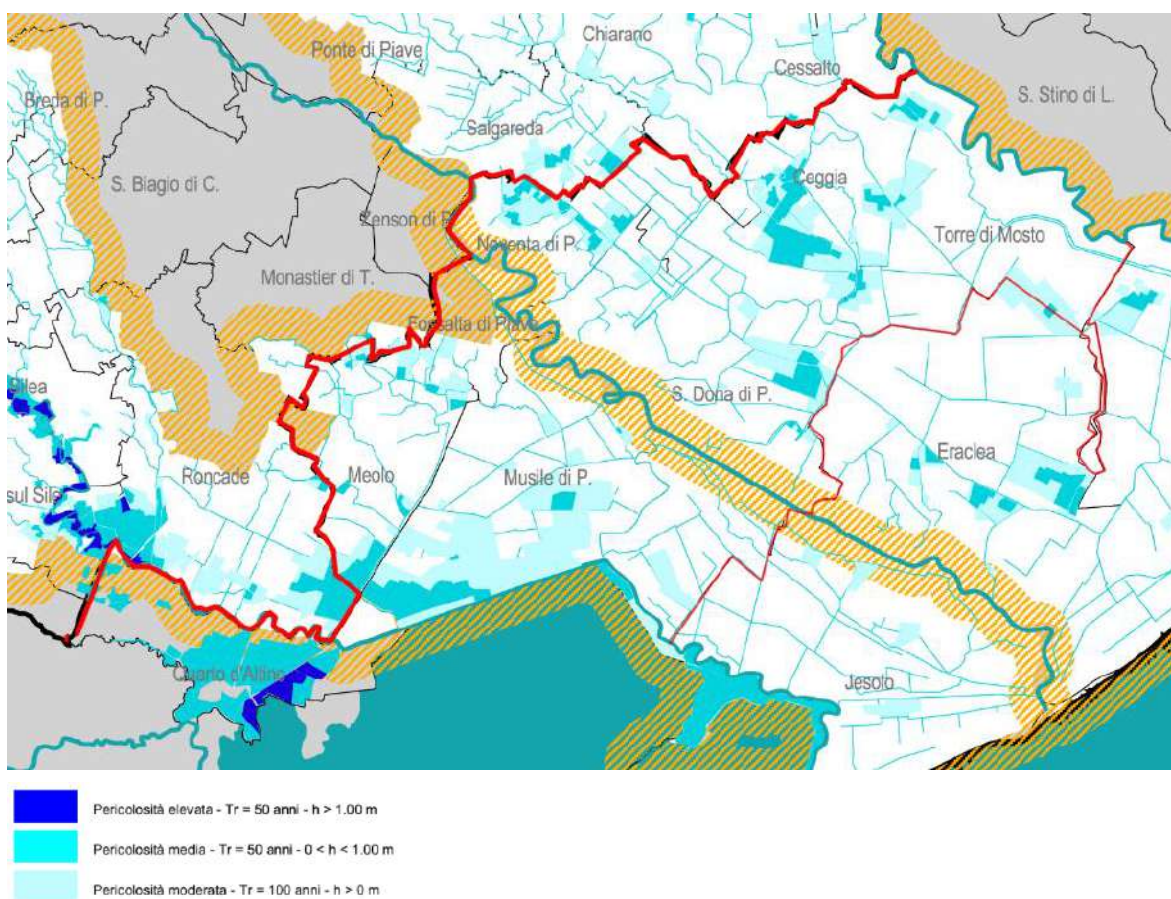 Chiarano
Ponte di Piave
Cessalto
Breda di P.
S. Stino di L.
Salgareda
S. Biagio di C.
Ceggia
Zenson di P.
Noventa di P.
Torre di Mosto
Monastier di T.
Fossalta di Piave
Silea
S. Dona di P.
Eraclea
Roncade
Meolo
Musile di P.
sul Sile
Quarto d'Altino
Jesolo
Pericolosità elevata - Tr = 50 anni - h > 1.00 m
Pericolosità media - Tr = 50 anni - 0 < h < 1.00 m
Pericolosità moderata - Tr = 100 anni - h > 0 m